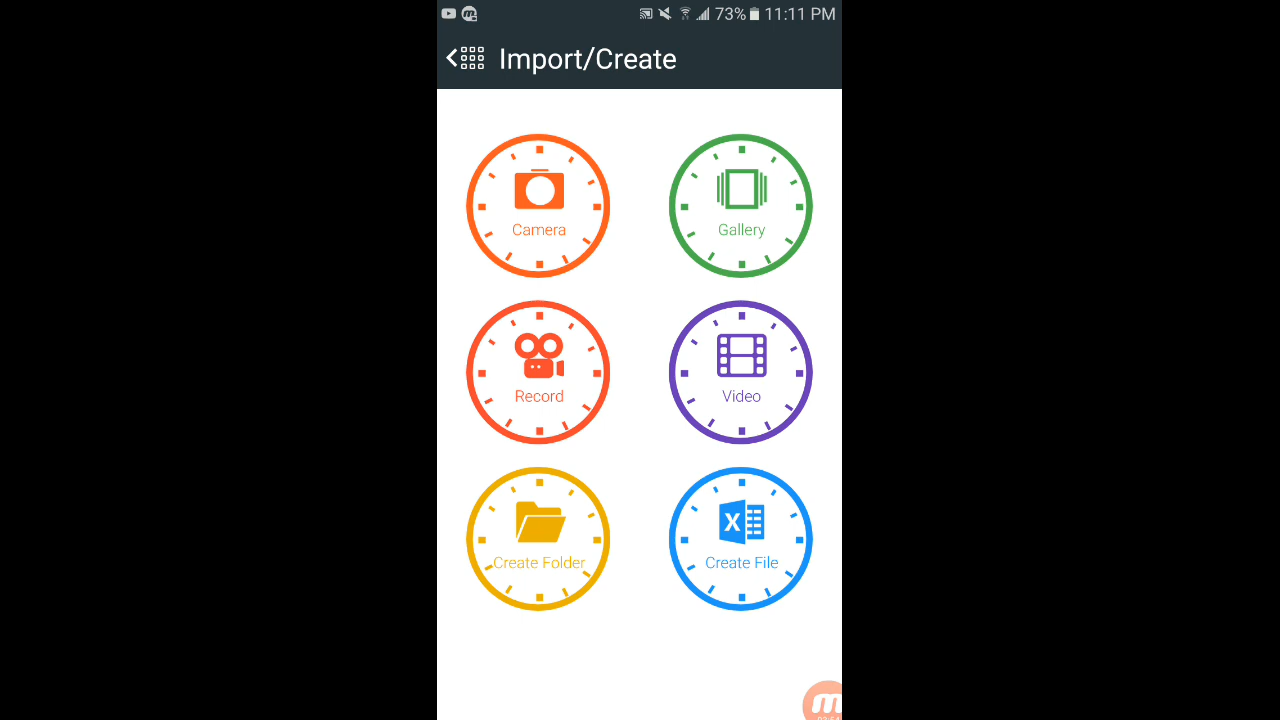 73% 11:11 PM
Import/Create
Camera
Gallery
Record
Video
Create Folder
X
Create File